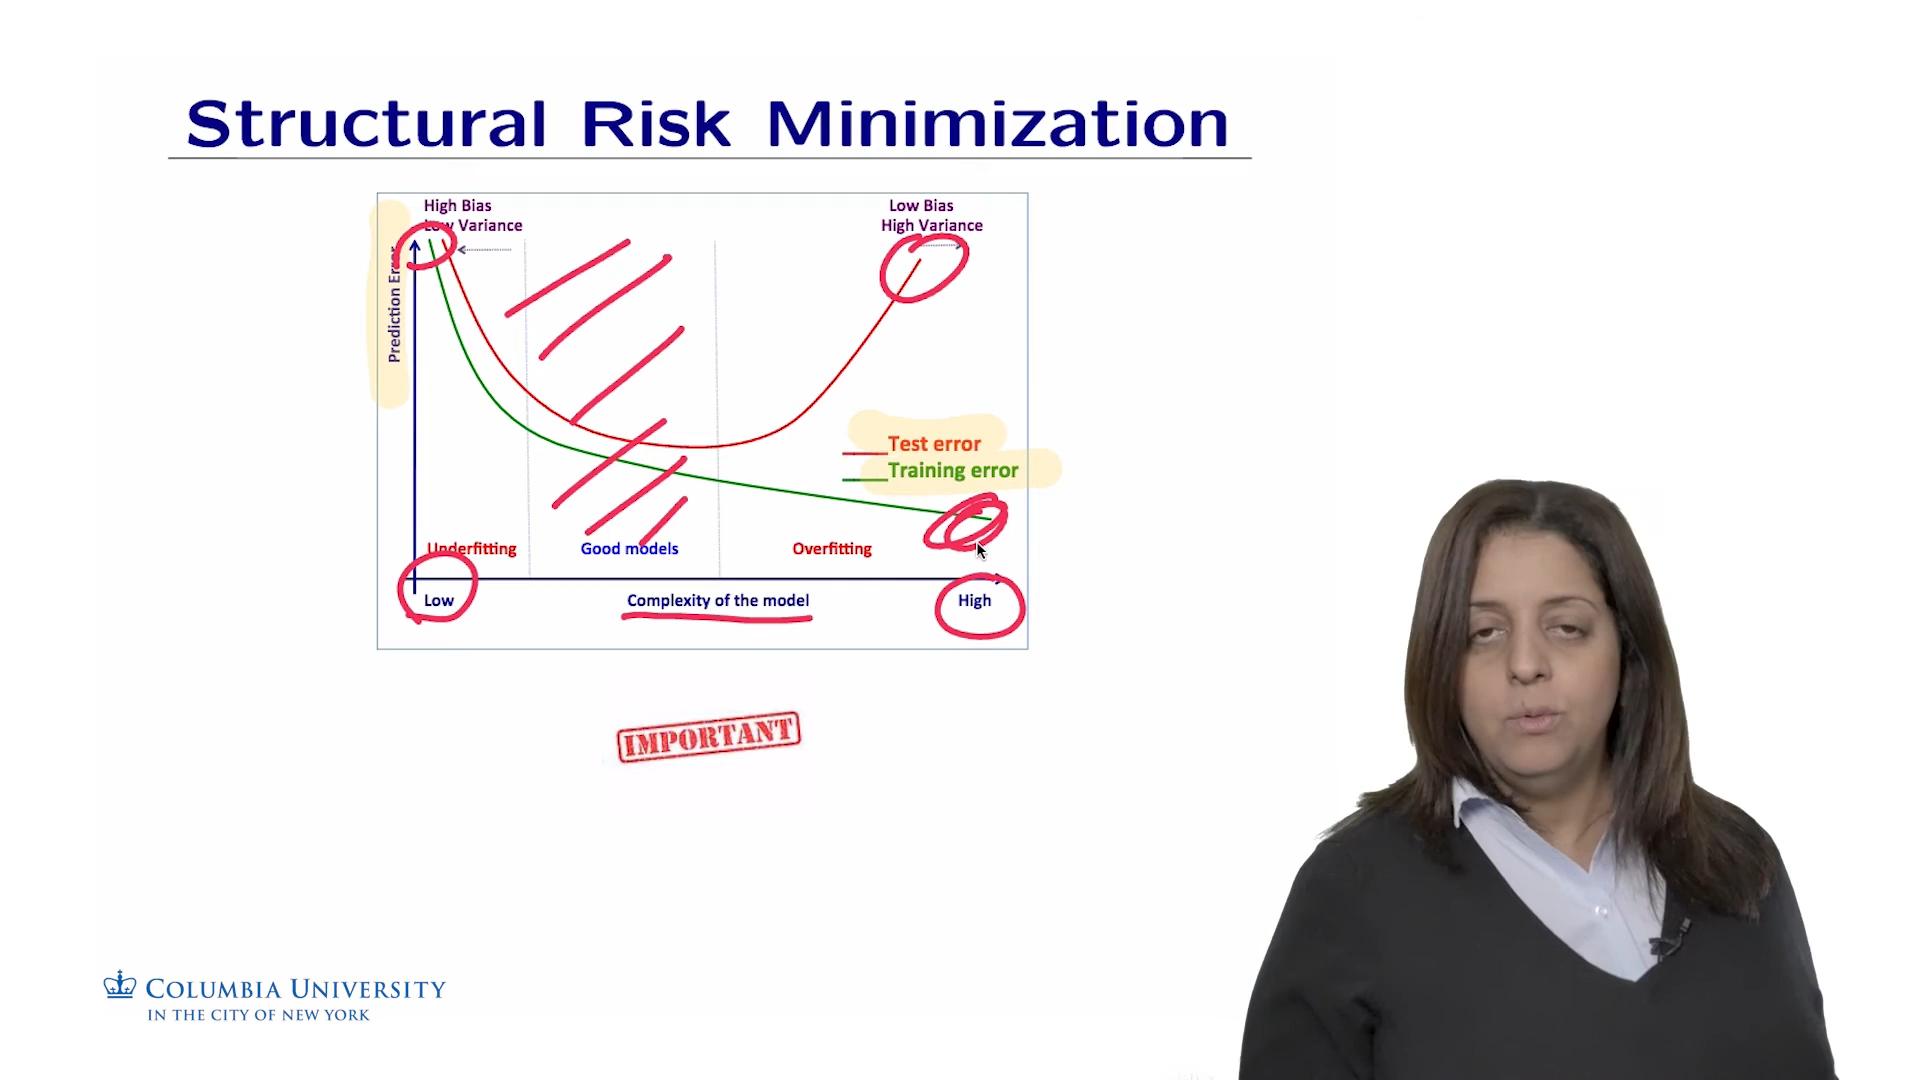 Structural Risk Minimization
High Bias
Low Variance
Low Bias
High Variance
Prediction Error
Test error
Training error
Underfitting
Good models
Overfitting
Low
Complexity of the model
High
IMPORTANT
COLUMBIA UNIVERSITY
IN THE CITY OF NEW YORK